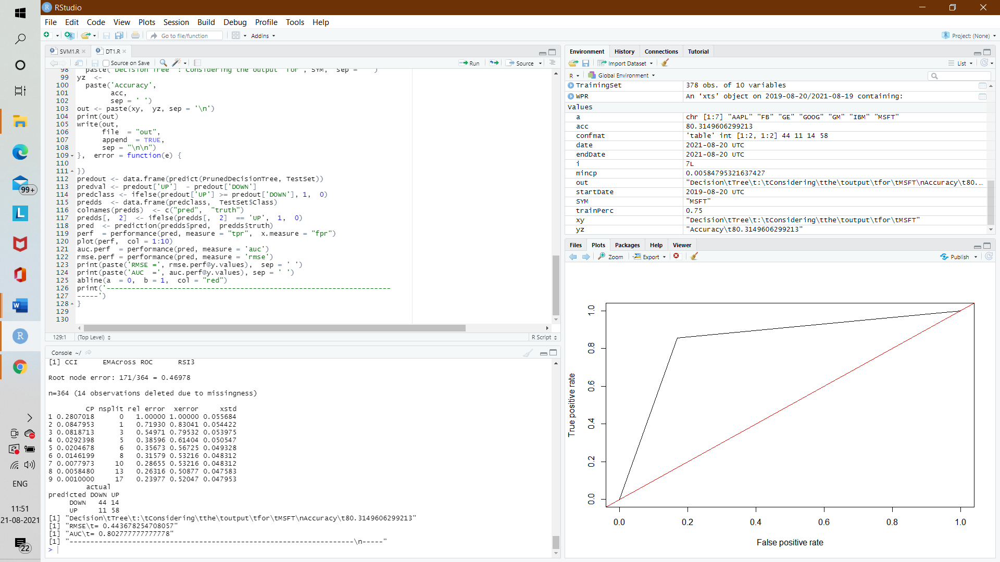 RStudio
File Edit Code View Plots Session Build Debug Profile Tools Help
Go to file/function Addins Project: (None)
SVM1.R DT1.R
Source on Save Run Source
98 paste('Decision Tree : Considering the output for', SYM, sep = ' ')
99 yz <-
100 paste('Accuracy',
101 acc,
102 sep = ' ')
103 out <- paste(xy, yz, sep = '\n')
104 print(out)
105 write(out,
106 file = "out",
107 append = TRUE,
108 sep = "\n\n")
109 }, error = function(e) {
110
111 })
112 predout <- data.frame(predict(PrunedDecisionTree, TestSet))
113 predval <- predout['UP'] - predout['DOWN']
114 predclass <- ifelse(predout['UP'] >= predout['DOWN'], 1, 0)
115 predds <- data.frame(predclass, TestSet$Class)
116 colnames(predds) <- c("pred", "truth")
117 predds[, 2] <- ifelse(predds[, 2] == 'UP', 1, 0)
118 pred <- prediction(predds$pred, predds$truth)
119 perf = performance(pred, measure = "tpr", x.measure = "fpr")
120 plot(perf, col = 1:10)
121 auc.perf = performance(pred, measure = 'auc')
122 rmse.perf = performance(pred, measure = 'rmse')
123 print(paste('RMSE =', rmse.perf@y.values), sep = ' ')
124 print(paste('AUC =', auc.perf@y.values), sep = ' ')
125 abline(a = 0, b = 1, col = "red")
126 print('-----------------------------------------------------------------------
127 -----')
128 }
129
130
129:1 (Top Level) R Script
Console ~/
[1] CCI EMAcross ROC RSI3
Root node error: 171/364 = 0.46978
n=364 (14 observations deleted due to missingness)
CP nsplit rel error xerror xstd
1 0.2807018 0 1.00000 1.00000 0.055684
2 0.0847953 1 0.71930 0.83041 0.054422
3 0.0818713 3 0.54971 0.79532 0.053975
4 0.0292398 5 0.38596 0.61404 0.050547
5 0.0204678 6 0.35673 0.56725 0.049328
6 0.0146199 8 0.31579 0.53216 0.048312
7 0.0077973 10 0.28655 0.53216 0.048312
8 0.0058480 13 0.26316 0.50877 0.047583
9 0.0010000 17 0.23977 0.52047 0.047953
actual
predicted DOWN UP
DOWN 44 14
UP 11 58
[1] "Decision\tTree\t:\tConsidering\tthe\toutput\tfor\tMSFT\nAccuracy\t80.3149606299213"
[1] "RMSE\t= 0.443678254708057"
[1] "AUC\t= 0.802777777777778"
[1] "-----------------------------------------------------------------------\n-----"
>
Environment History Connections Tutorial
Import Dataset List
R Global Environment
TrainingSet 378 obs. of 10 variables
WPR An ‘xts’ object on 2019-08-20/2021-08-19 containing:
Values
a chr [1:7] "AAPL" "FB" "GE" "GOOG" "GM" "IBM" "MSFT"
acc 80.3149606299213
confmat 'table' int [1:2, 1:2] 44 11 14 58
date 2021-08-20 UTC
endDate 2021-08-20 UTC
i 7L
mincp 0.00584795321637427
out "Decision\tTree\t:\tConsidering\tthe\toutput\tfor\tMSFT\nAccuracy\t80.…
startDate 2019-08-20 UTC
SYM "MSFT"
trainPerc 0.75
xy "Decision\tTree\t:\tConsidering\tthe\toutput\tfor\tMSFT"
yz "Accuracy\t80.3149606299213"
Files Plots Packages Help Viewer
Zoom Export Publish
True positive rate
1.0
0.8
0.6
0.4
0.2
0.0
0.0 0.2 0.4 0.6 0.8 1.0
False positive rate
99+
ENG
11:51
21-08-2021
22